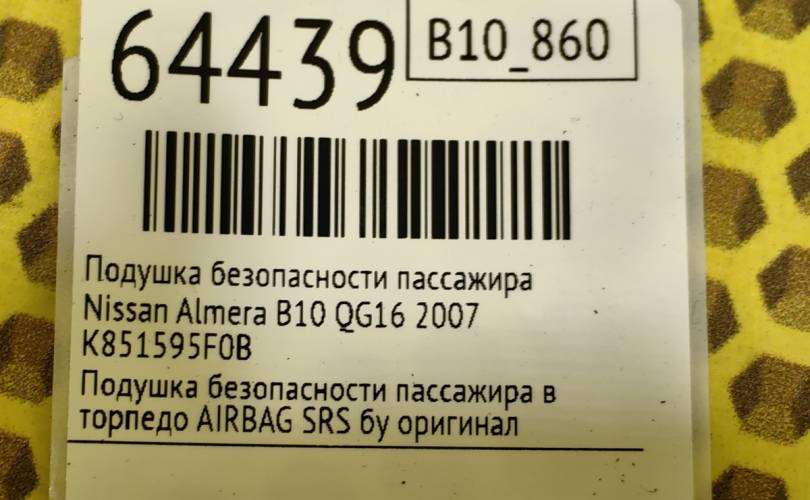 64439
B10_860
Подушка безопасности пассажира
Nissan Almera B10 QG16 2007
K851595F0B
Подушка безопасности пассажира в
торпедо AIRBAG SRS бу оригинал